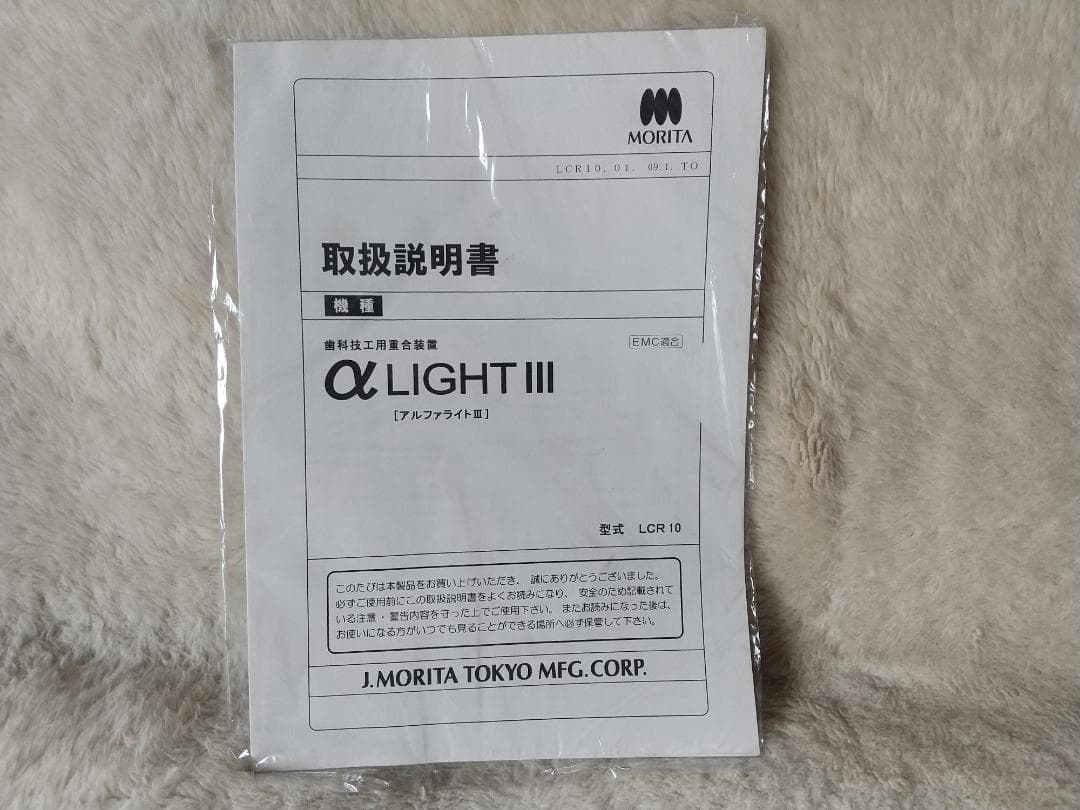 MORITA
LCR10, 01. 09.1. TO
取扱説明書
機種
歯科技工用重合装置
EMC適合
α LIGHT III
[アルファライトⅢ]
型式 LCR 10
このたびは本製品をお買い上げいただき、誠にありがとうございました。
必ずご使用前にこの取扱説明書をよくお読みになり、安全のため記載されて
いる注意・警告内容を守った上でご使用下さい。またお読みになった後は、
お使いになる方がいつでも見ることができる場所へ必ず保管して下さい。
J.MORITA TOKYO MFG.CORP.